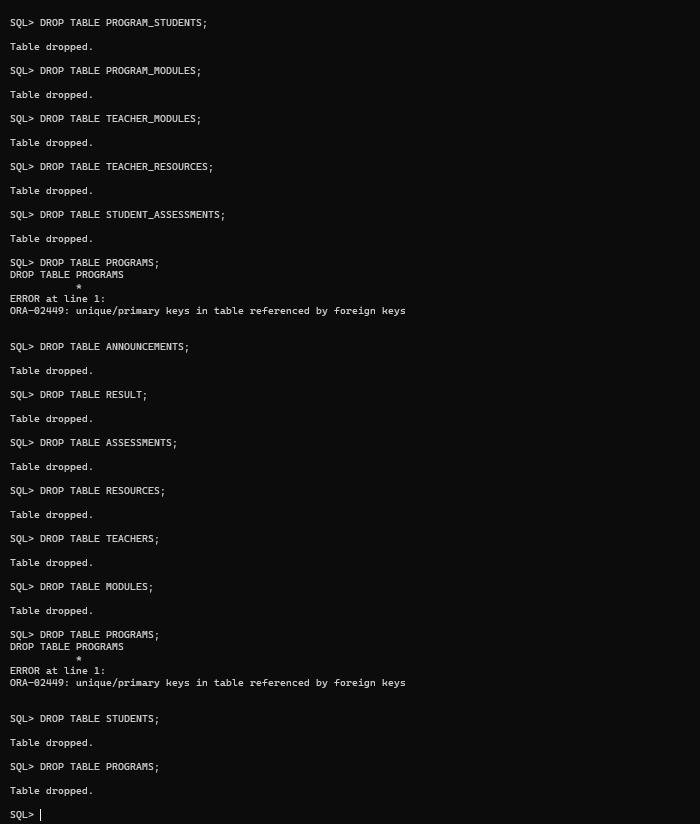 SQL> DROP TABLE PROGRAM_STUDENTS;
Table dropped.
SQL> DROP TABLE PROGRAM_MODULES;
Table dropped.
SQL> DROP TABLE TEACHER_MODULES;
Table dropped.
SQL> DROP TABLE TEACHER_RESOURCES;
Table dropped.
SQL> DROP TABLE STUDENT_ASSESSMENTS;
Table dropped.
SQL> DROP TABLE PROGRAMS;
DROP TABLE PROGRAMS
*
ERROR at line 1:
ORA-02449: unique/primary keys in table referenced by foreign keys
SQL> DROP TABLE ANNOUNCEMENTS;
Table dropped.
SQL> DROP TABLE RESULT;
Table dropped.
SQL> DROP TABLE ASSESSMENTS;
Table dropped.
SQL> DROP TABLE RESOURCES;
Table dropped.
SQL> DROP TABLE TEACHERS;
Table dropped.
SQL> DROP TABLE MODULES;
Table dropped.
SQL> DROP TABLE PROGRAMS;
DROP TABLE PROGRAMS
*
ERROR at line 1:
ORA-02449: unique/primary keys in table referenced by foreign keys
SQL> DROP TABLE STUDENTS;
Table dropped.
SQL> DROP TABLE PROGRAMS;
Table dropped.
SQL>